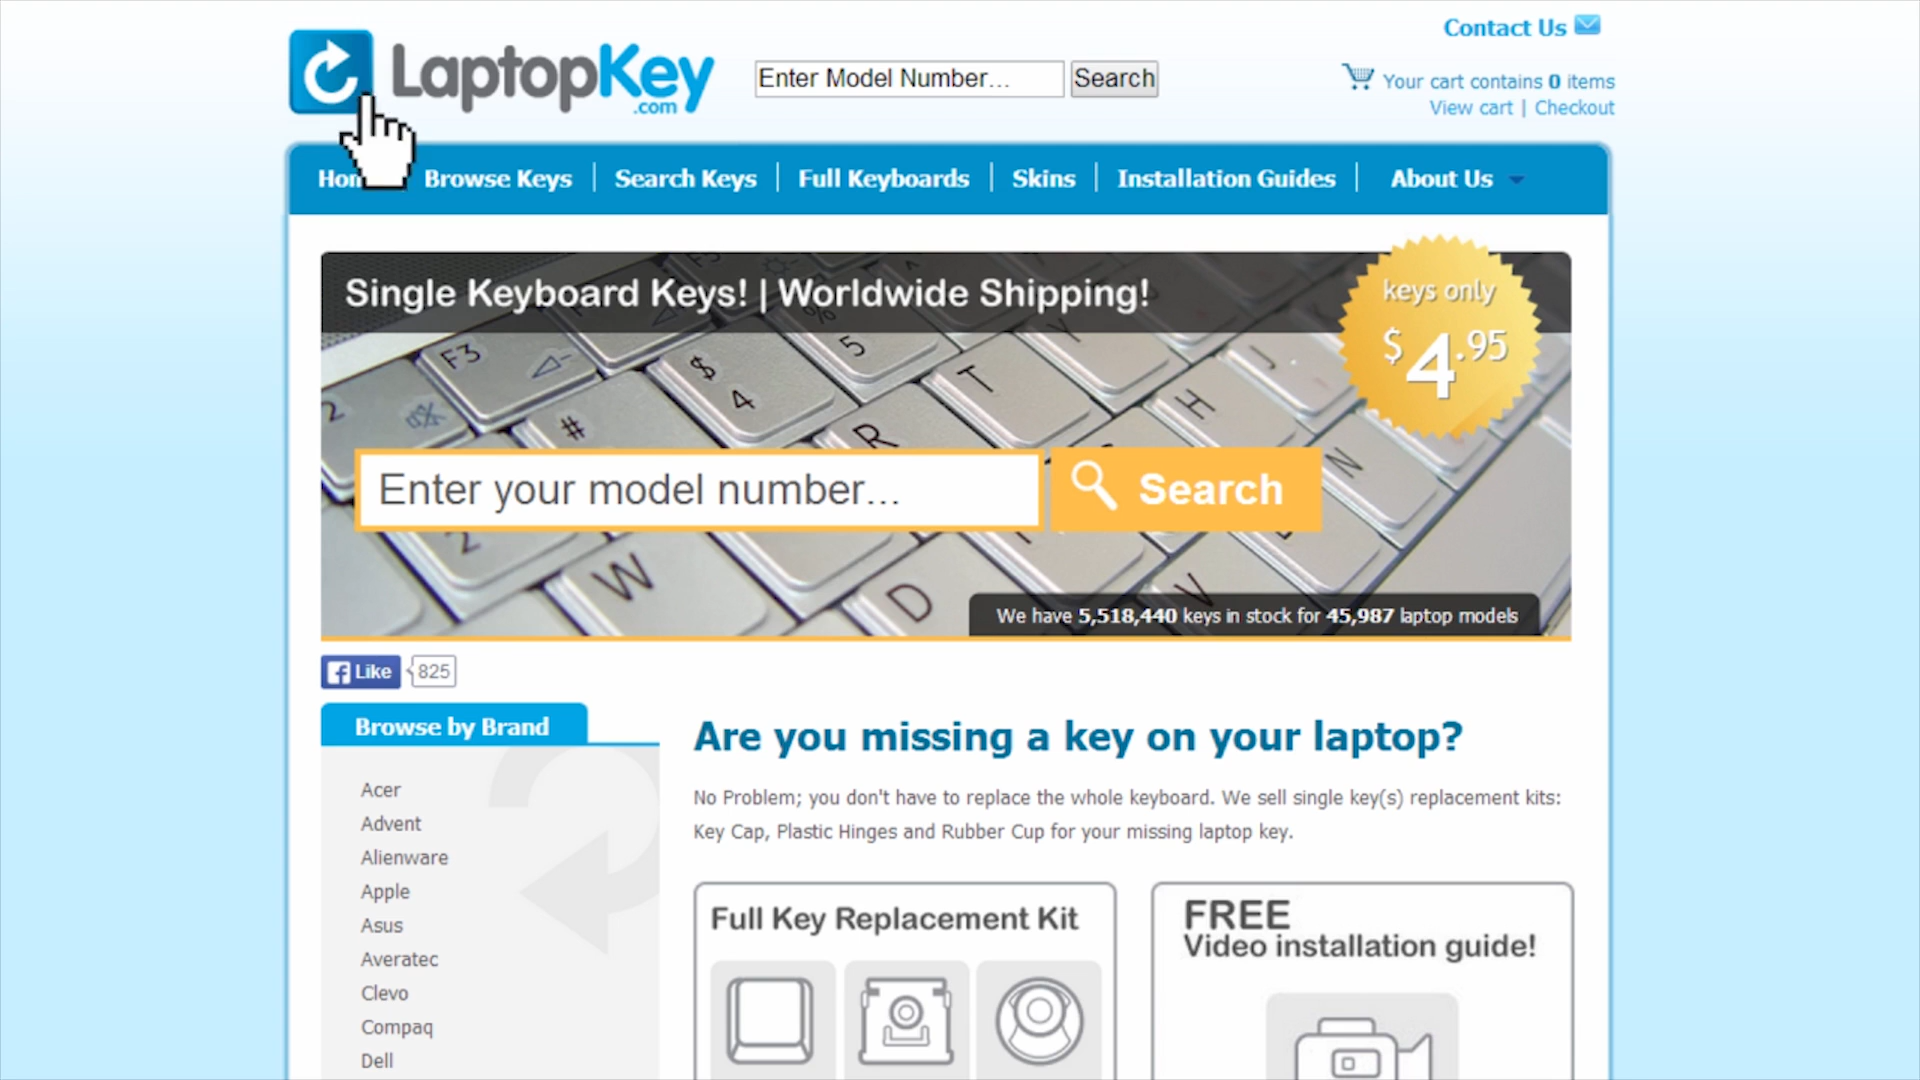 Contact Us
LaptopKey
.com
Enter Model Number...
Search
Your cart contains 0 items
View cart | Checkout
Browse Keys
Search Keys
Full Keyboards
Skins
Installation Guides
About Us
Single Keyboard Keys! | Worldwide Shipping!
keys only
$4.95
Enter your model number...
Search
F3
5
$
4
T
2
#
R
H
J
N
2
W
D
V
We have 5,518,440 keys in stock for 45,987 laptop models
Like
825
Browse by Brand
Are you missing a key on your laptop?
No Problem; you don't have to replace the whole keyboard. We sell single key(s) replacement kits:
Key Cap, Plastic Hinges and Rubber Cup for your missing laptop key.
Acer
Advent
Alienware
Apple
Asus
Averatec
Clevo
Compaq
Dell
Full Key Replacement Kit
FREE
Video installation guide!